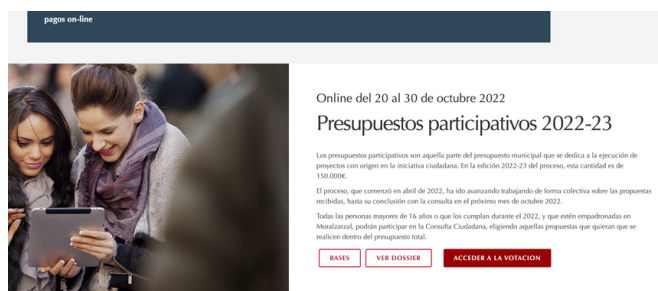 pagos on-line
Online del 20 al 30 de octubre 2022
Presupuestos participativos 2022-23
Los presupuestos participativos son aquella parte del presupuesto municipal que se dedica a la ejecución de
proyectos con origen en la iniciativa ciudadana. En la edición 2022-23 del proceso, esta cantidad es de
150.000€.
El proceso, que comenzó en abril de 2022, ha ido avanzando trabajando de forma colectiva sobre las propuestas
recibidas, hasta su conclusión con la consulta en el próximo mes de octubre 2022.
Todas las personas mayores de 16 años o que los cumplan durante el 2022, y que estén empadronadas en
Moralzarzal, podrán participar en la Consulta Ciudadana, eligiendo aquellas propuestas que quieran que se
realicen dentro del presupuesto total.
BASES VER DOSSIER ACCEDER A LA VOTACION